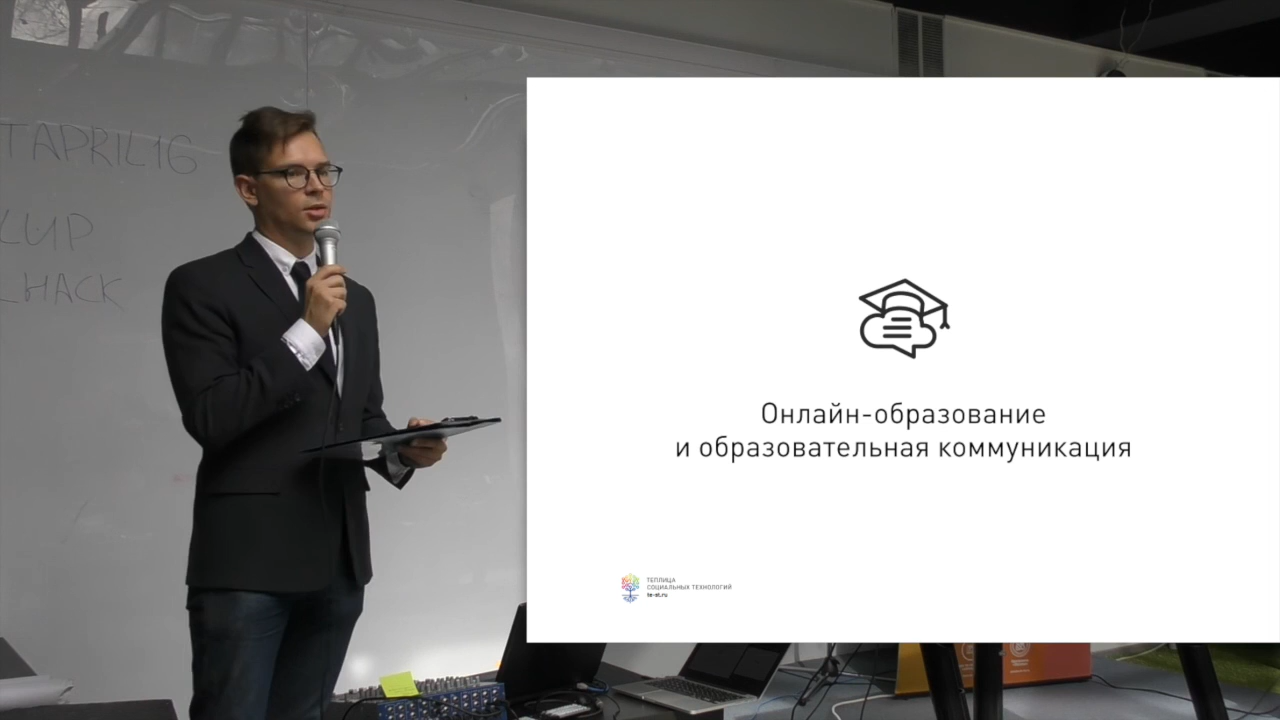 TAPRIL16
LUP
LHACK
Онлайн-образование
и образовательная коммуникация
ТЕПЛИЦА
СОЦИАЛЬНЫХ ТЕХНОЛОГИЙ
te-st.ru